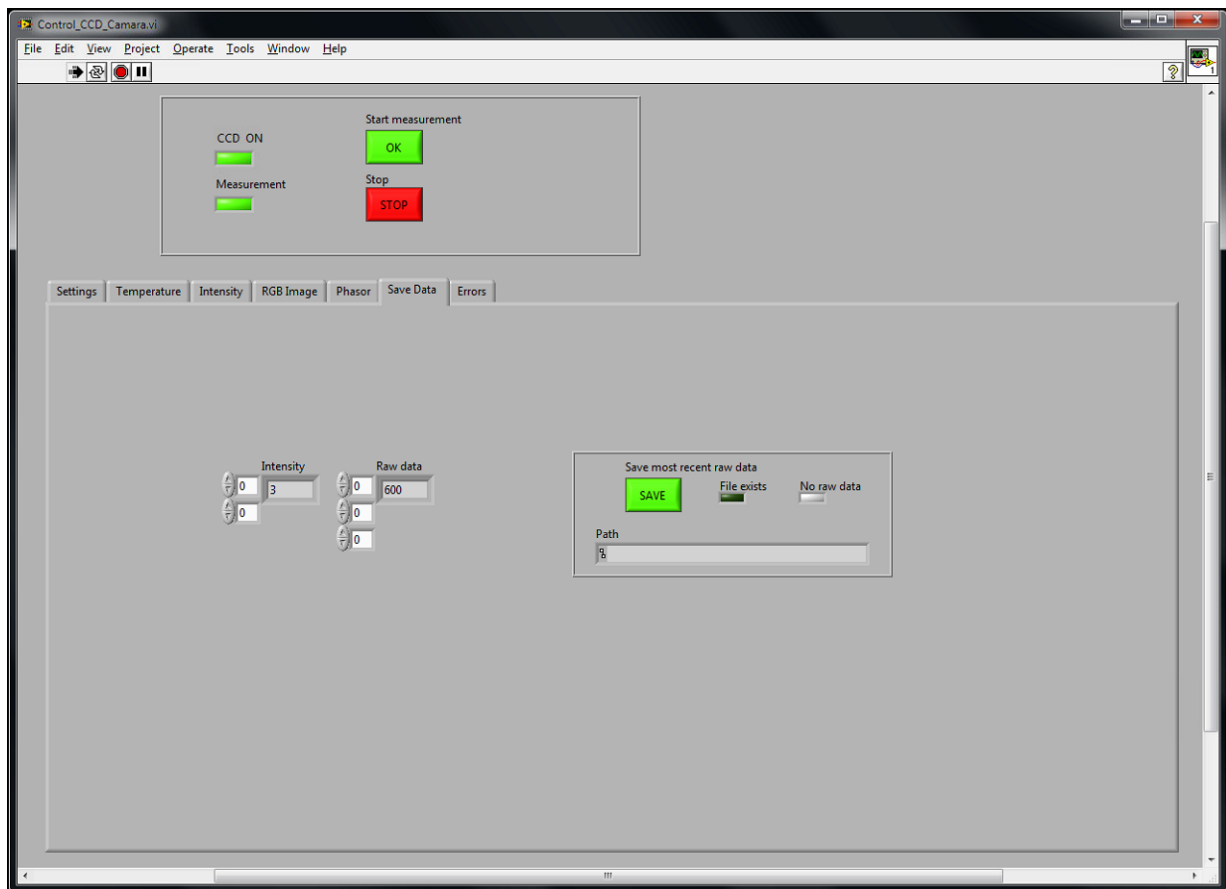 Control_CCD_Camara.vi
File Edit View Project Operate Tools Window Help
1
CCD ON
Start measurement
OK
Measurement
Stop
STOP
Settings Temperature Intensity RGB Image Phasor Save Data Errors
Intensity Raw data
0 3 0 600
0 0
0
Save most recent raw data
SAVE File exists No raw data
Path